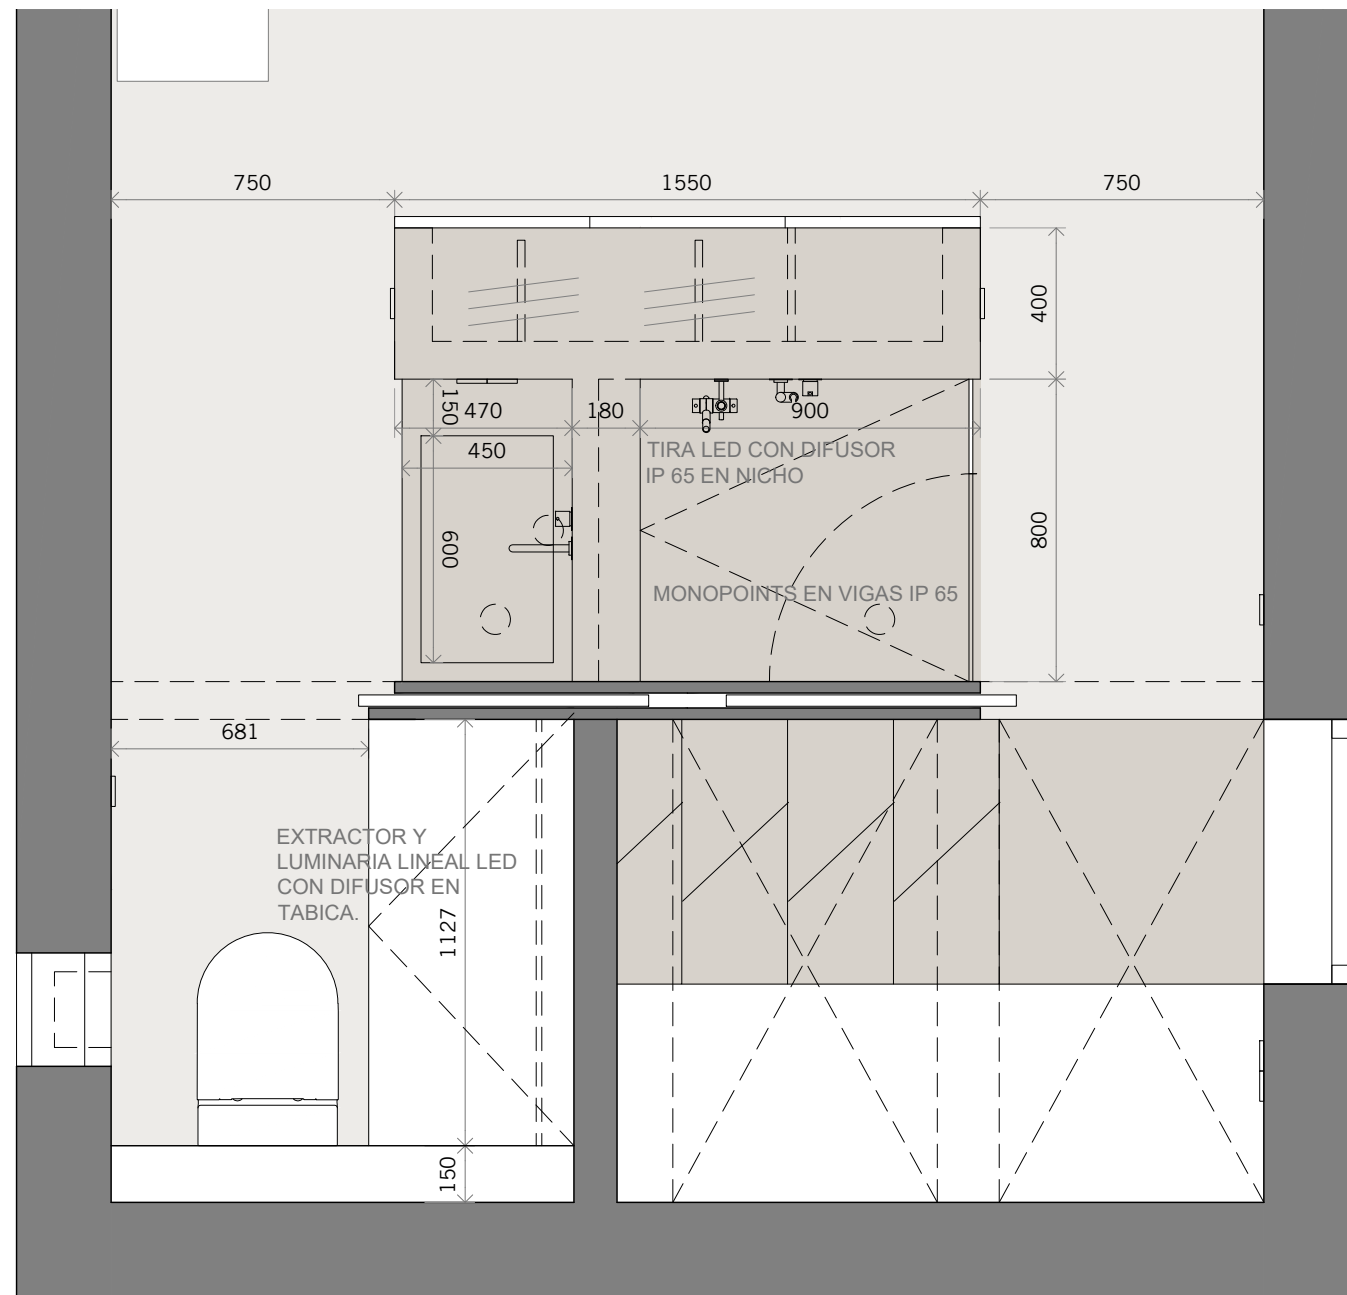 750
1550
750
400
150
470
180
900
450
TIRA LED CON DIFUSOR
IP 65 EN NICHO
600
800
MONOPOINTS EN VIGAS IP 65
681
EXTRACTOR Y
LUMINARIA LINEAL LED
CON DIFUSOR EN
TABICA.
1127
150